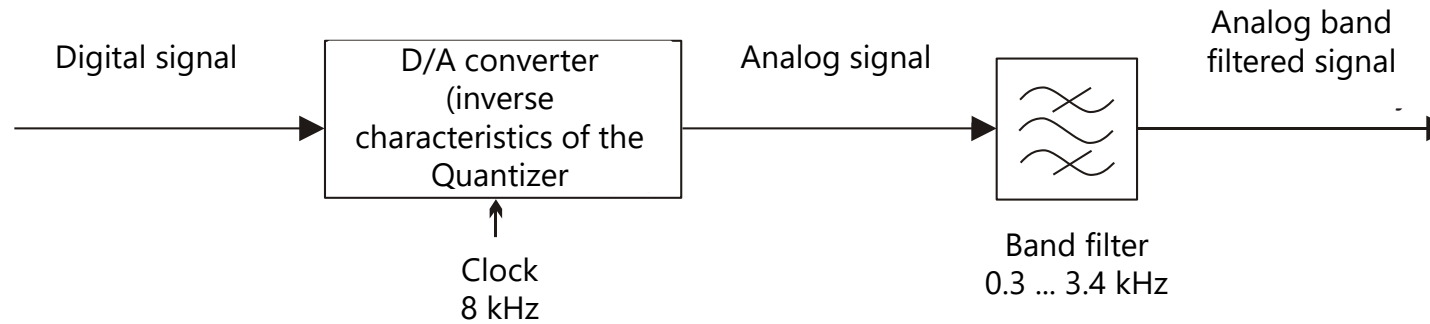 Digital signal
D/A converter
(inverse
characteristics of the
Quantizer
Clock
8 kHz
Analog signal
Band filter
0.3 ... 3.4 kHz
Analog band
filtered signal